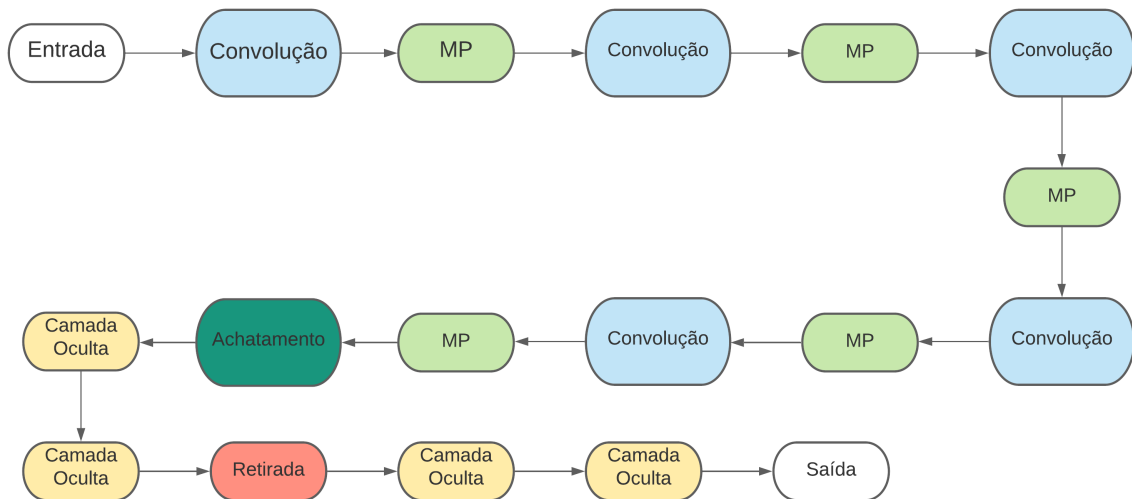 Entrada
Convolução
MP
Convolução
MP
Convolução
MP
Convolução
MP
Convolução
MP
Achatamento
Camada
Oculta
Camada
Oculta
Retirada
Camada
Oculta
Camada
Oculta
Saída